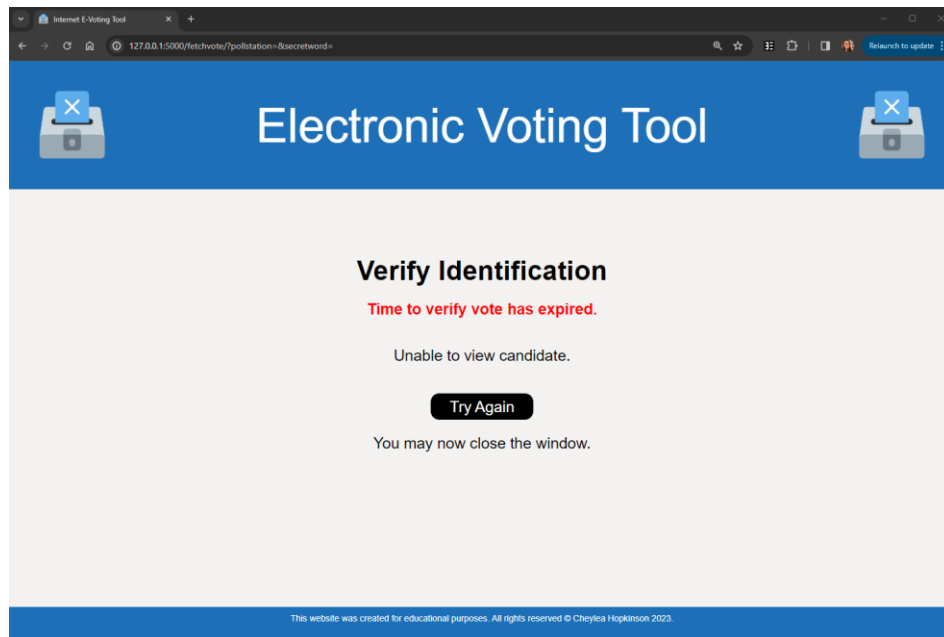 Internet E-Voting Tool
127.0.0.1:5000/fetchvote/?pollstation=&secretword=
Relaunch to update
Electronic Voting Tool
Verify Identification
Time to verify vote has expired.
Unable to view candidate.
Try Again
You may now close the window.
This website was created for educational purposes. All rights reserved © Cheylea Hopkinson 2023.